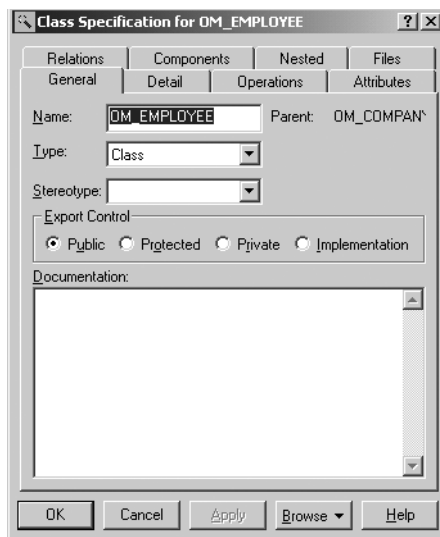 Class Specification for OM_EMPLOYEE
Relations Components Nested Files
General Detail Operations Attributes
Name: OM_EMPLOYEE Parent: OM_COMPAN
Type: Class
Stereotype:
Export Control
Public Protected Private Implementation
Documentation:
OK Cancel Apply Browse Help